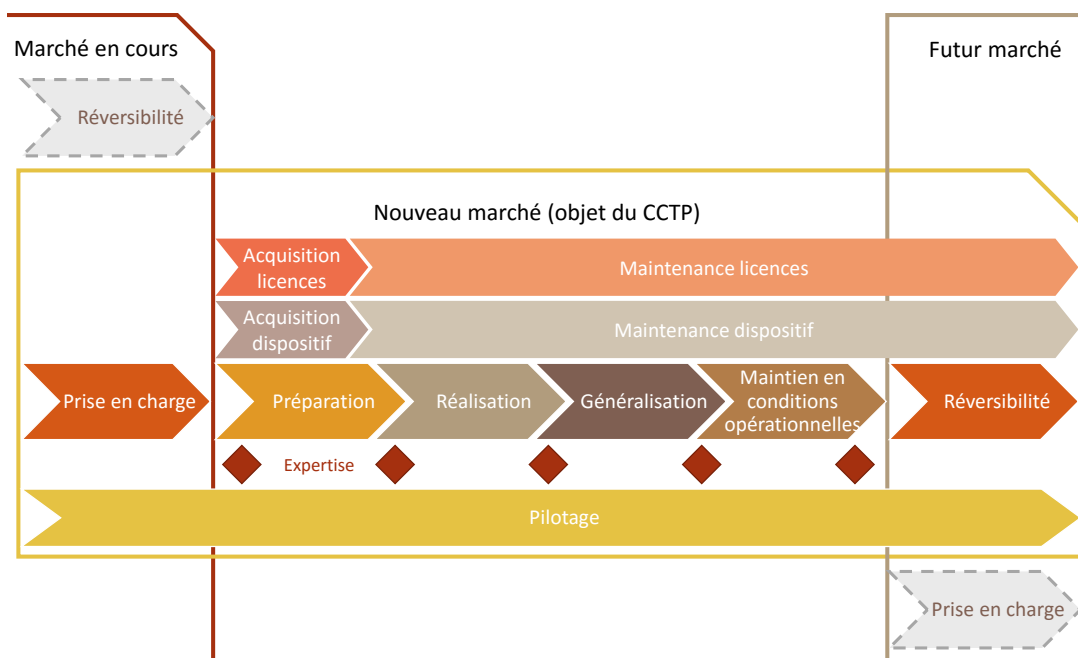 Marché en cours
Futur marché
Réversibilité
Nouveau marché (objet du CCTP)
Acquisition
licences
Maintenance licences
Acquisition
dispositif
Maintenance dispositif
Prise en charge
Préparation
Réalisation
Généralisation
Maintien en
conditions
opérationnelles
Réversibilité
Expertise
Pilotage
Prise en charge